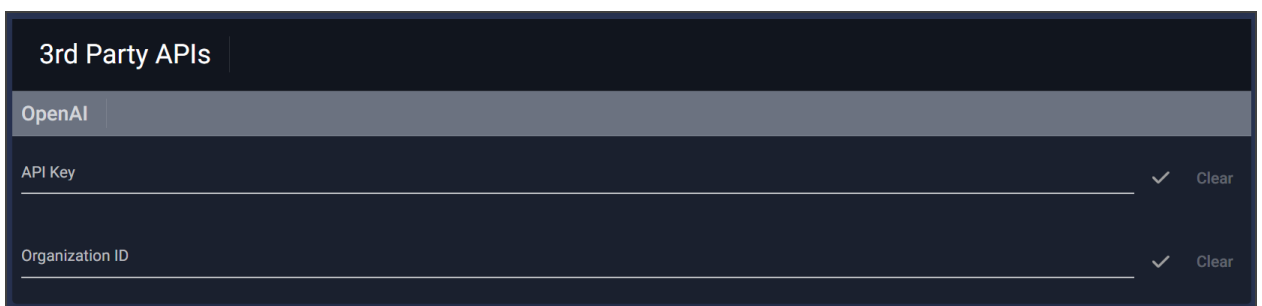 3rd Party APIs
OpenAI
API Key
Clear
Organization ID
Clear